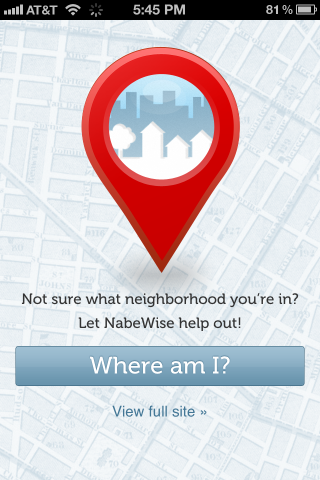 AT&T 5:45 PM 81 %
Not sure what neighborhood you're in?
Let NabeWise help out!
Where am I?
View full site »